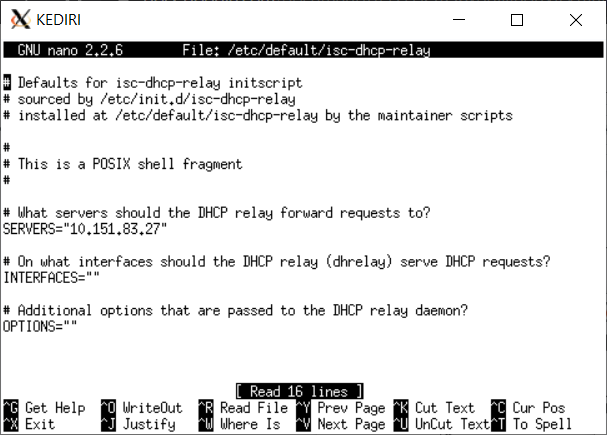 KEDIRI
GNU nano 2.2.6 File: /etc/default/isc-dhcp-relay
# Defaults for isc-dhcp-relay initscript
# sourced by /etc/init.d/isc-dhcp-relay
# installed at /etc/default/isc-dhcp-relay by the maintainer scripts
#
# This is a POSIX shell fragment
#
# What servers should the DHCP relay forward requests to?
SERVERS="10.151.83.27"
# On what interfaces should the DHCP relay (dhrelay) serve DHCP requests?
INTERFACES=""
# Additional options that are passed to the DHCP relay daemon?
OPTIONS=""
[ Read 16 lines ]
^G Get Help ^O WriteOut ^R Read File ^Y Prev Page ^K Cut Text ^C Cur Pos
^X Exit ^J Justify ^W Where Is ^V Next Page ^U UnCut Text ^T To Spell